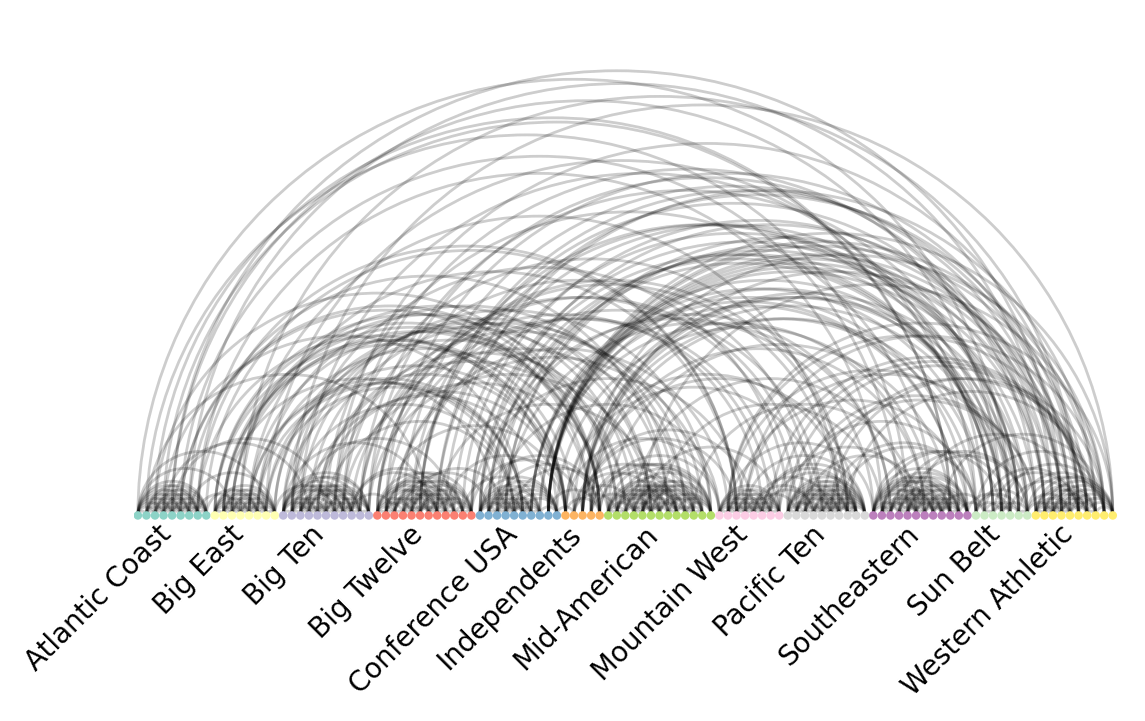 Atlantic Coast
Big East
Big Ten
Big Twelve
Conference USA
Independents
Mid-American
Mountain West
Pacific Ten
Southeastern
Sun Belt
Western Athletic